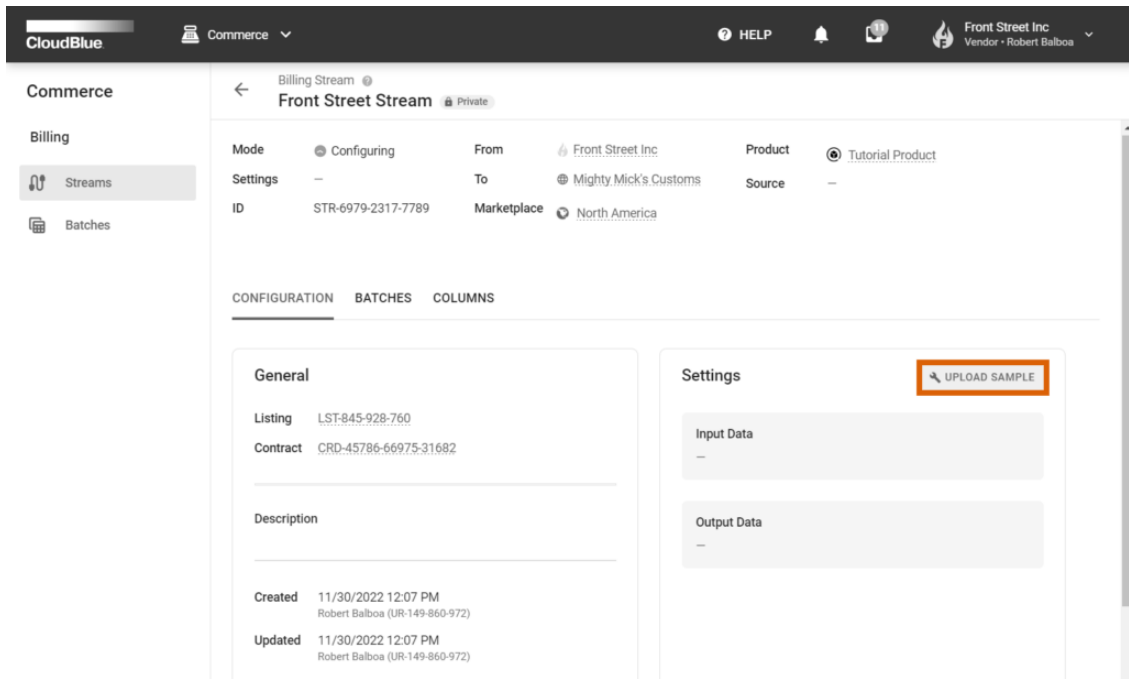 CloudBlue
Commerce
HELP
11
Front Street Inc
Vendor • Robert Balboa
Commerce
Billing
Streams
Batches
Billing Stream
Front Street Stream Private
Mode Configuring From Front Street Inc Product Tutorial Product
Settings — To Mighty Mick's Customs Source —
ID STR-6979-2317-7789 Marketplace North America
CONFIGURATION BATCHES COLUMNS
General
Listing LST-845-928-760
Contract CRD-45786-66975-31682
Description
Created 11/30/2022 12:07 PM
Robert Balboa (UR-149-860-972)
Updated 11/30/2022 12:07 PM
Robert Balboa (UR-149-860-972)
Settings UPLOAD SAMPLE
Input Data
—
Output Data
—